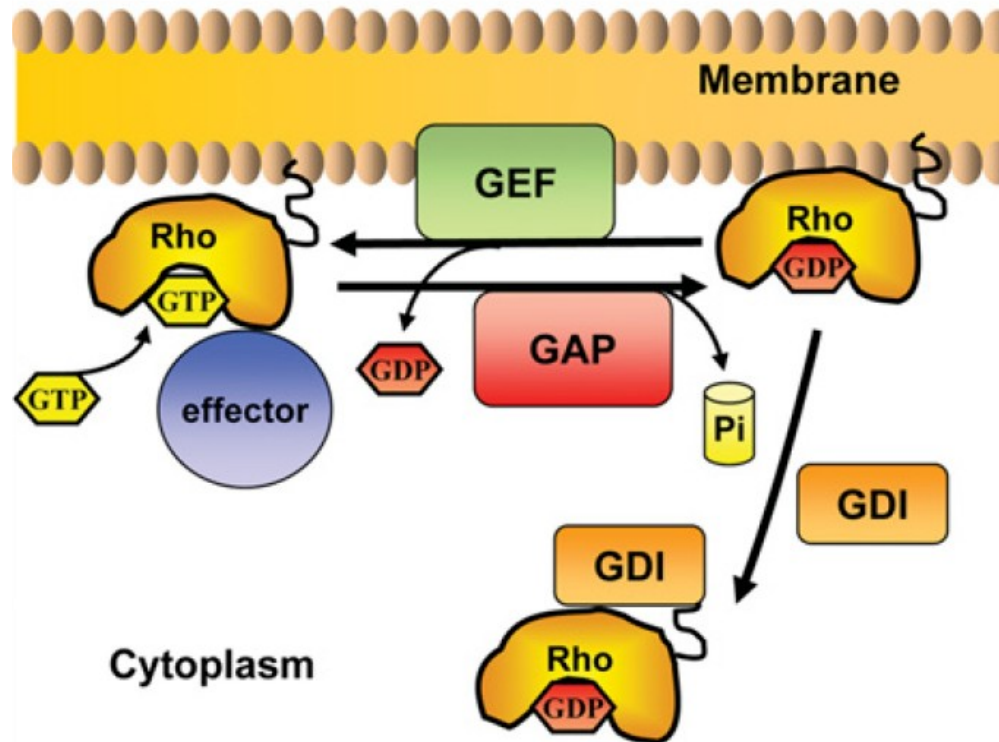 Membrane
GEF
Rho
GTP
Rho
GDP
GTP
effector
GDP
GAP
Pi
GDI
GDI
Rho
GDP
Cytoplasm